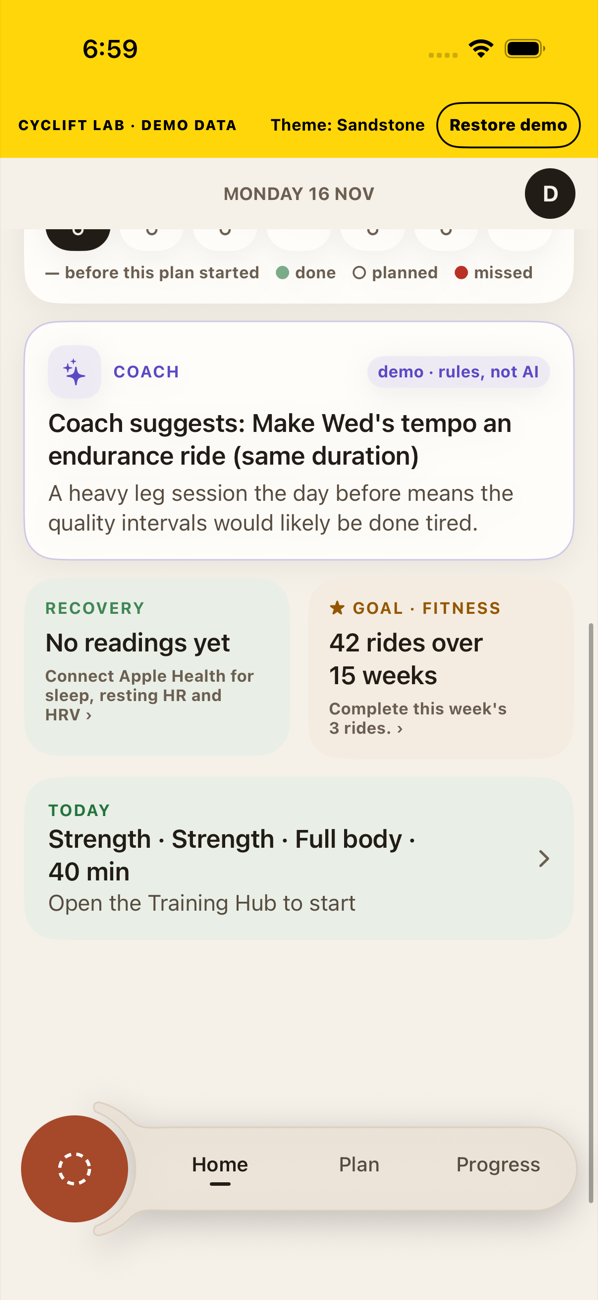 6:59
CYCLIFT LAB · DEMO DATA
Theme: Sandstone
Restore demo
MONDAY 16 NOV
D
— before this plan started
done
planned
missed
COACH
demo · rules, not AI
Coach suggests: Make Wed's tempo an
endurance ride (same duration)
A heavy leg session the day before means the
quality intervals would likely be done tired.
RECOVERY
No readings yet
Connect Apple Health for
sleep, resting HR and
HRV ›
★ GOAL · FITNESS
42 rides over
15 weeks
Complete this week's
3 rides. ›
TODAY
Strength · Strength · Full body ·
40 min
Open the Training Hub to start
Home
Plan
Progress